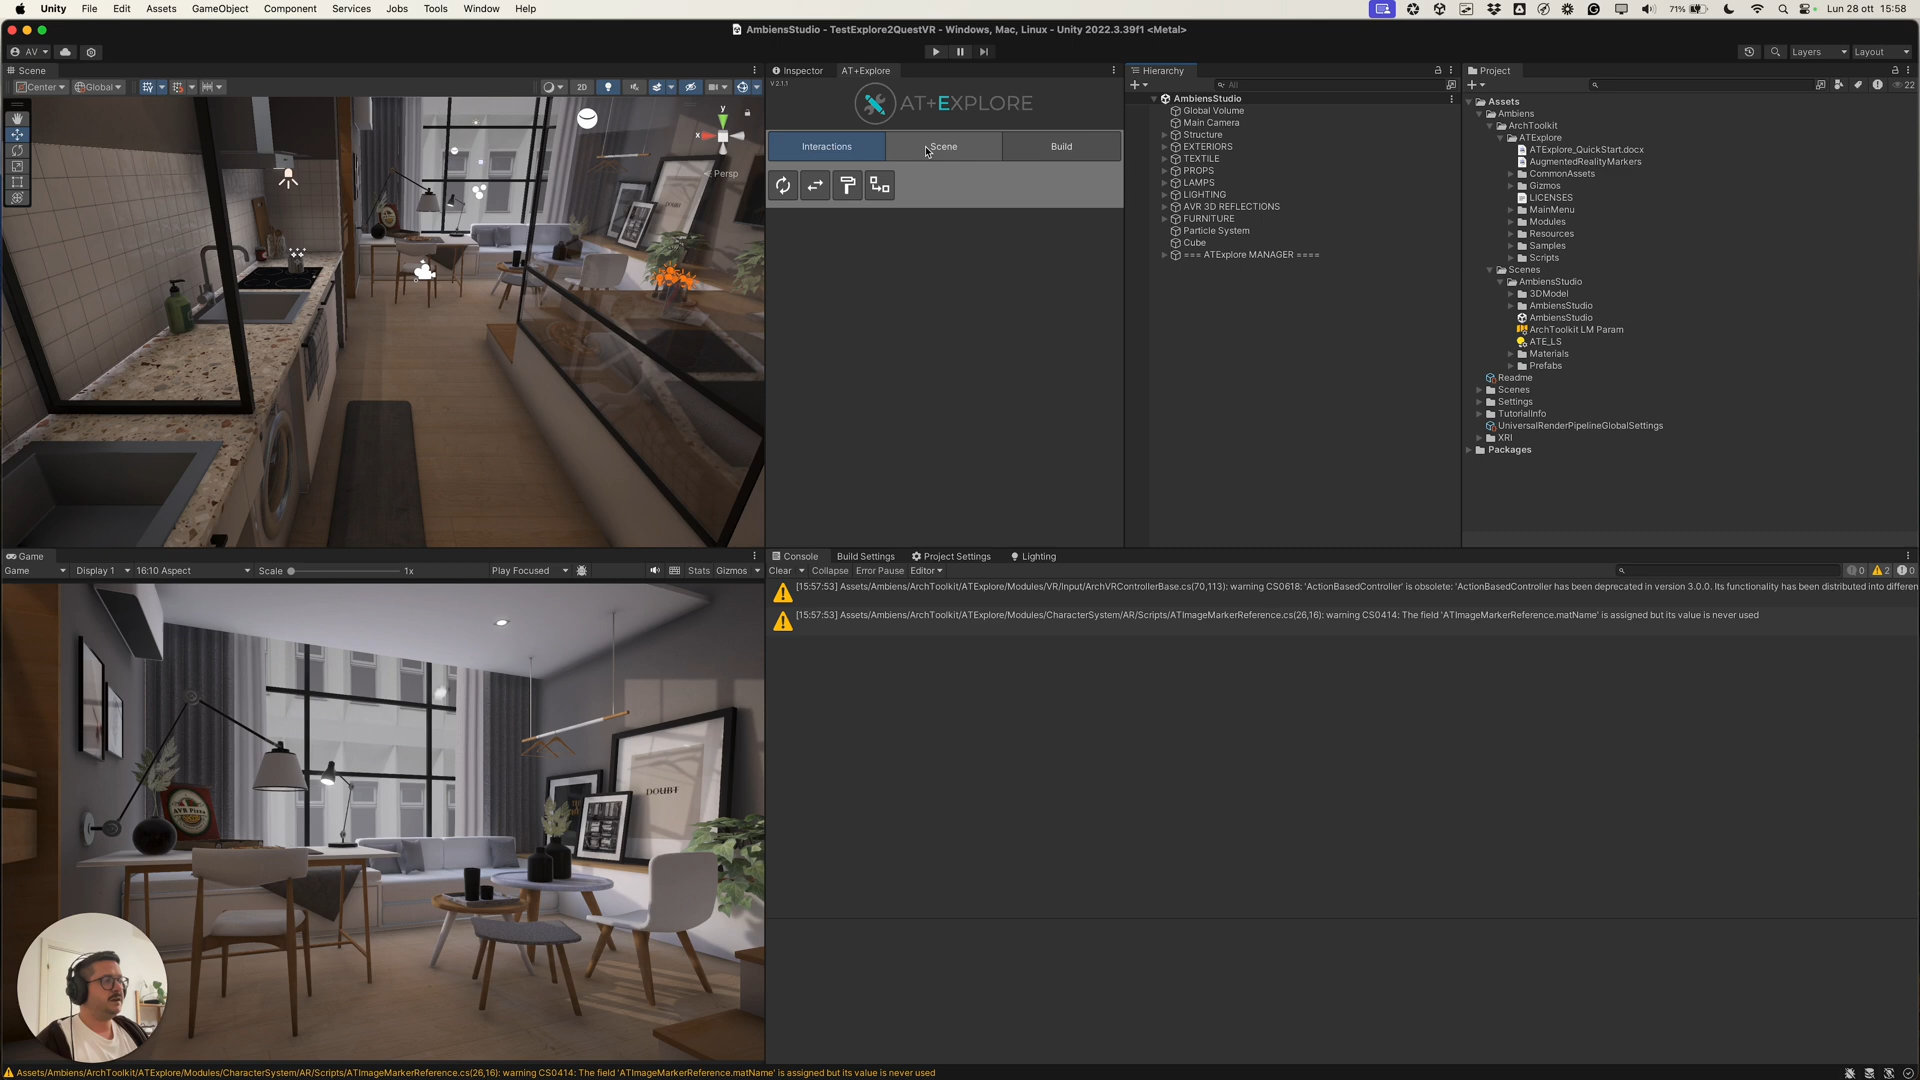 Unity File Edit Assets GameObject Component Services Jobs Tools Window Help
71% Lun 28 ott 15:58
AmbiensStudio - TestExplore2QuestVR - Windows, Mac, Linux - Unity 2022.3.39f1 <Metal>
AV
Layers Layout
Scene
Center Global
2D
y
x
Persp
Inspector AT+Explore
V 2.1.1
AT+EXPLORE
Interactions Scene Build
Hierarchy
All
AmbiensStudio
Global Volume
Main Camera
Structure
EXTERIORS
TEXTILE
PROPS
LAMPS
LIGHTING
AVR 3D REFLECTIONS
FURNITURE
Particle System
Cube
=== ATExplore MANAGER ====
Project
22
Assets
Ambiens
ArchToolkit
ATExplore
ATExplore_QuickStart.docx
AugmentedRealityMarkers
CommonAssets
Gizmos
LICENSES
MainMenu
Modules
Resources
Samples
Scripts
Scenes
AmbiensStudio
3DModel
AmbiensStudio
AmbiensStudio
ArchToolkit LM Param
ATE_LS
Materials
Prefabs
Readme
Scenes
Settings
TutorialInfo
UniversalRenderPipelineGlobalSettings
XRI
Packages
Game
Game Display 1 16:10 Aspect Scale 1x Play Focused Stats Gizmos
DOUBT
AVR Pizza
Console Build Settings Project Settings Lighting
Clear Collapse Error Pause Editor
0 2 0
[15:57:53] Assets/Ambiens/ArchToolkit/ATExplore/Modules/VR/Input/ArchVRControllerBase.cs(70,113): warning CS0618: 'ActionBasedController' is obsolete: 'ActionBasedController has been deprecated in version 3.0.0. Its functionality has been distributed into differen
[15:57:53] Assets/Ambiens/ArchToolkit/ATExplore/Modules/CharacterSystem/AR/Scripts/ATImageMarkerReference.cs(26,16): warning CS0414: The field 'ATImageMarkerReference.matName' is assigned but its value is never used
Assets/Ambiens/ArchToolkit/ATExplore/Modules/CharacterSystem/AR/Scripts/ATImageMarkerReference.cs(26,16): warning CS0414: The field 'ATImageMarkerReference.matName' is assigned but its value is never used